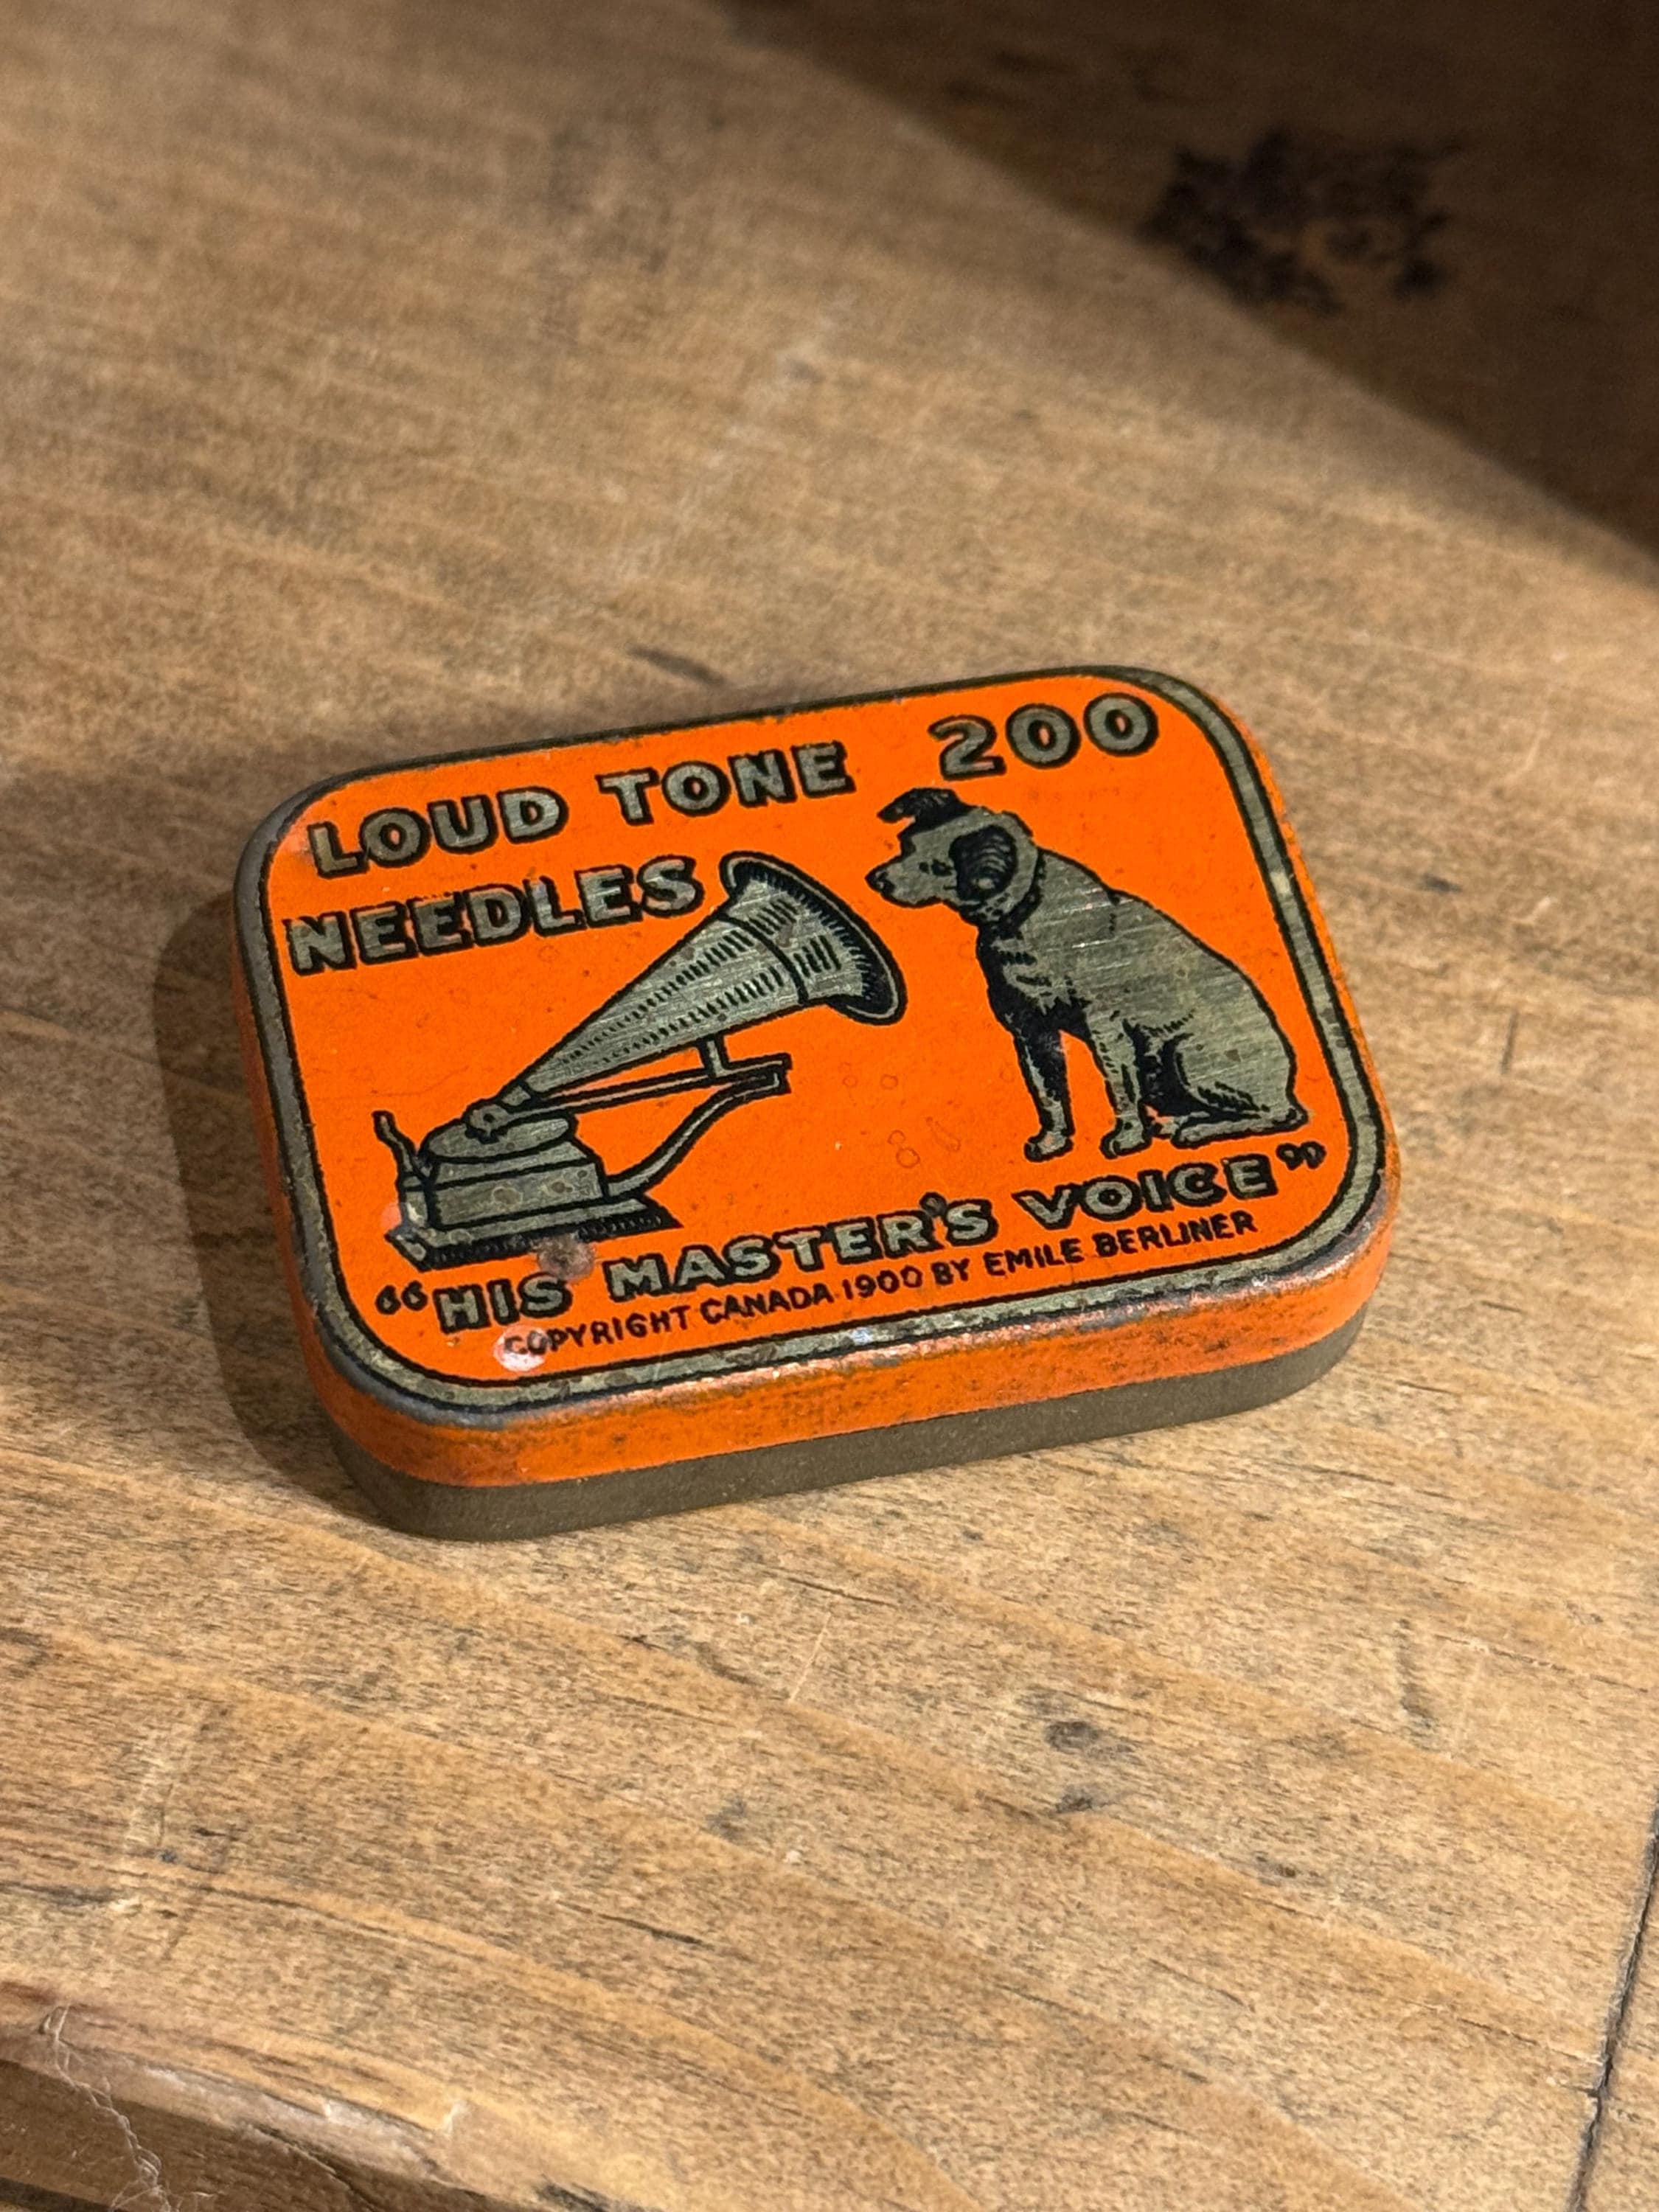 LOUD TONE 200
NEEDLES
“HIS MASTER'S VOICE”
COPYRIGHT CANADA 1900 BY EMILE BERLINER